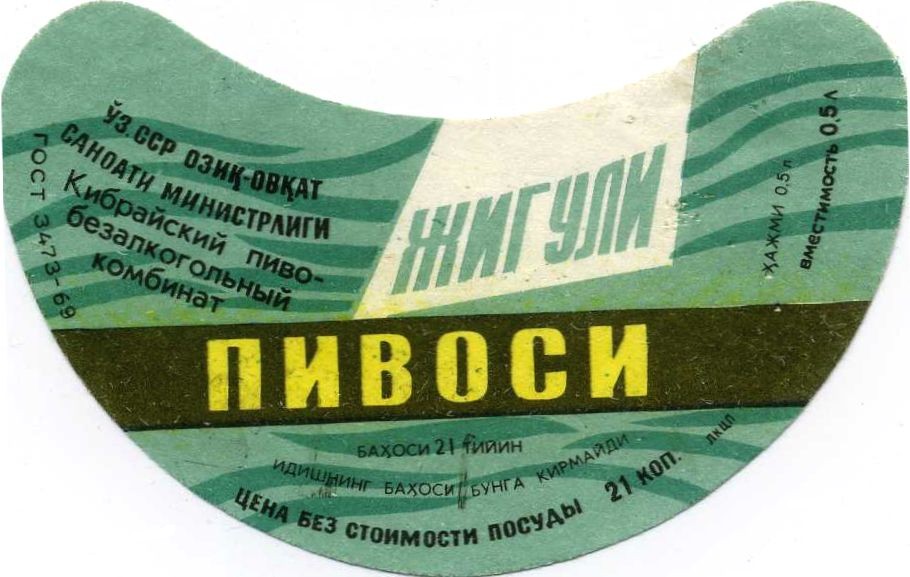 ЎЗ. ССР ОЗИҚ-ОВҚАТ
САНОАТИ МИНИСТРЛИГИ
Кибрайский пиво-
безалкогольный
комбинат
ГОСТ 3473-69
ЖИГУЛИ
ҲАЖМИ 0,5 л
вместимость 0,5 л
ПИВОСИ
БАҲОСИ 21 ТИЙИН
ИДИШНИНГ БАҲОСИ БУНГА КИРМАЙДИ
ЦЕНА БЕЗ СТОИМОСТИ ПОСУДЫ 21 КОП.
ЛКЦП